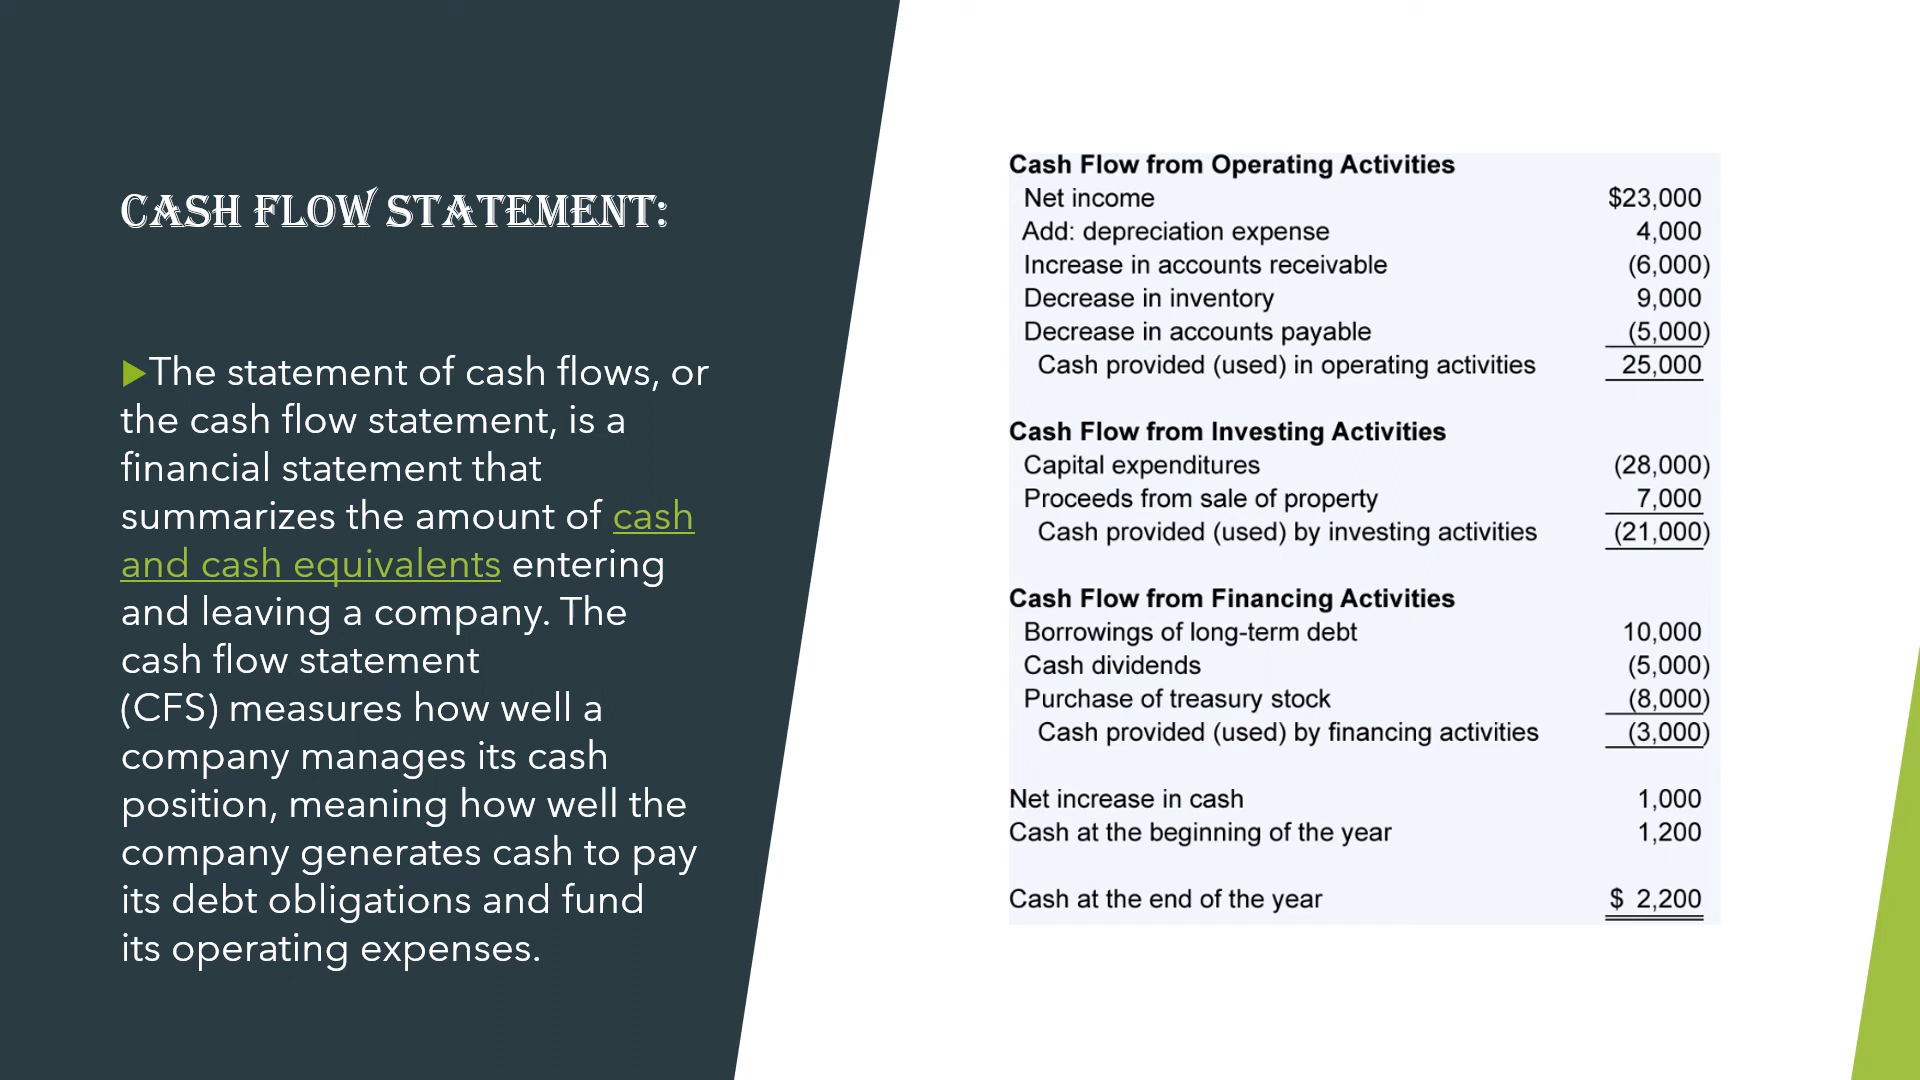 CASH FLOW STATEMENT:
▶The statement of cash flows, or
the cash flow statement, is a
financial statement that
summarizes the amount of cash
and cash equivalents entering
and leaving a company. The
cash flow statement
(CFS) measures how well a
company manages its cash
position, meaning how well the
company generates cash to pay
its debt obligations and fund
its operating expenses.
Cash Flow from Operating Activities
Net income $23,000
Add: depreciation expense 4,000
Increase in accounts receivable (6,000)
Decrease in inventory 9,000
Decrease in accounts payable (5,000)
Cash provided (used) in operating activities 25,000
Cash Flow from Investing Activities
Capital expenditures (28,000)
Proceeds from sale of property 7,000
Cash provided (used) by investing activities (21,000)
Cash Flow from Financing Activities
Borrowings of long-term debt 10,000
Cash dividends (5,000)
Purchase of treasury stock (8,000)
Cash provided (used) by financing activities (3,000)
Net increase in cash 1,000
Cash at the beginning of the year 1,200
Cash at the end of the year $ 2,200